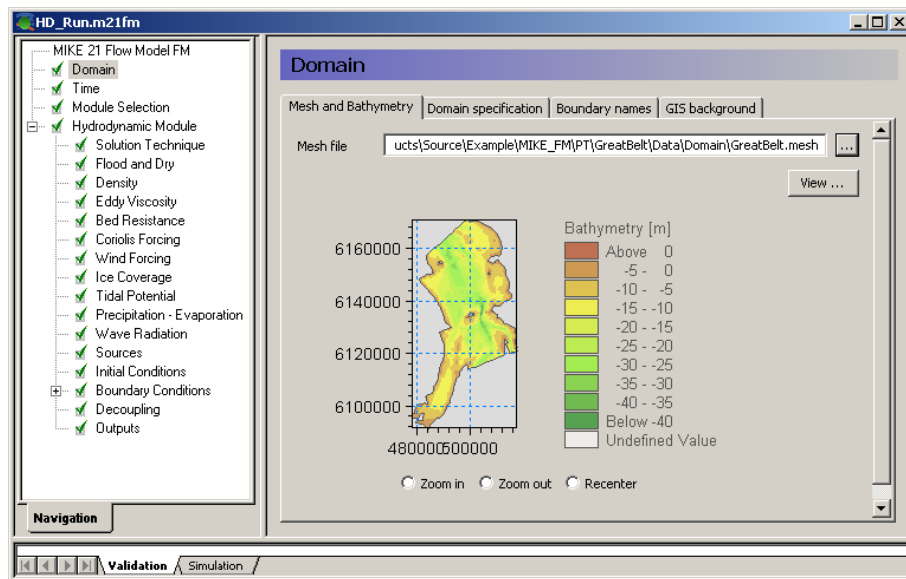 HD_Run.m21fm
MIKE 21 Flow Model FM
Domain
Time
Module Selection
Hydrodynamic Module
Solution Technique
Flood and Dry
Density
Eddy Viscosity
Bed Resistance
Coriolis Forcing
Wind Forcing
Ice Coverage
Tidal Potential
Precipitation - Evaporation
Wave Radiation
Sources
Initial Conditions
Boundary Conditions
Decoupling
Outputs
Navigation
Domain
Mesh and Bathymetry Domain specification Boundary names GIS background
Mesh file ucts\Source\Example\MIKE_FM\PT\GreatBelt\Data\Domain\GreatBelt.mesh ...
View ...
6160000
6140000
6120000
6100000
480000 500000
Bathymetry [m]
Above 0
-5 - 0
-10 - -5
-15 - -10
-20 - -15
-25 - -20
-30 - -25
-35 - -30
-40 - -35
Below -40
Undefined Value
Zoom in Zoom out Recenter
Validation Simulation